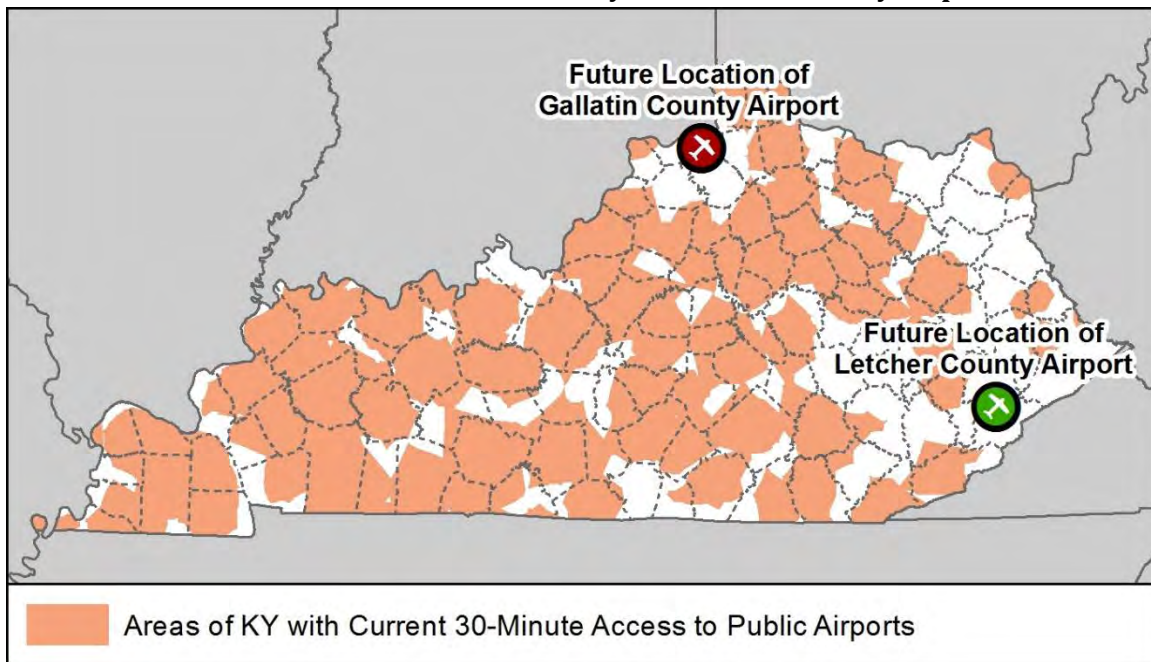 Future Location of
Gallatin County Airport
Future Location of
Letcher County Airport
Areas of KY with Current 30-Minute Access to Public Airports